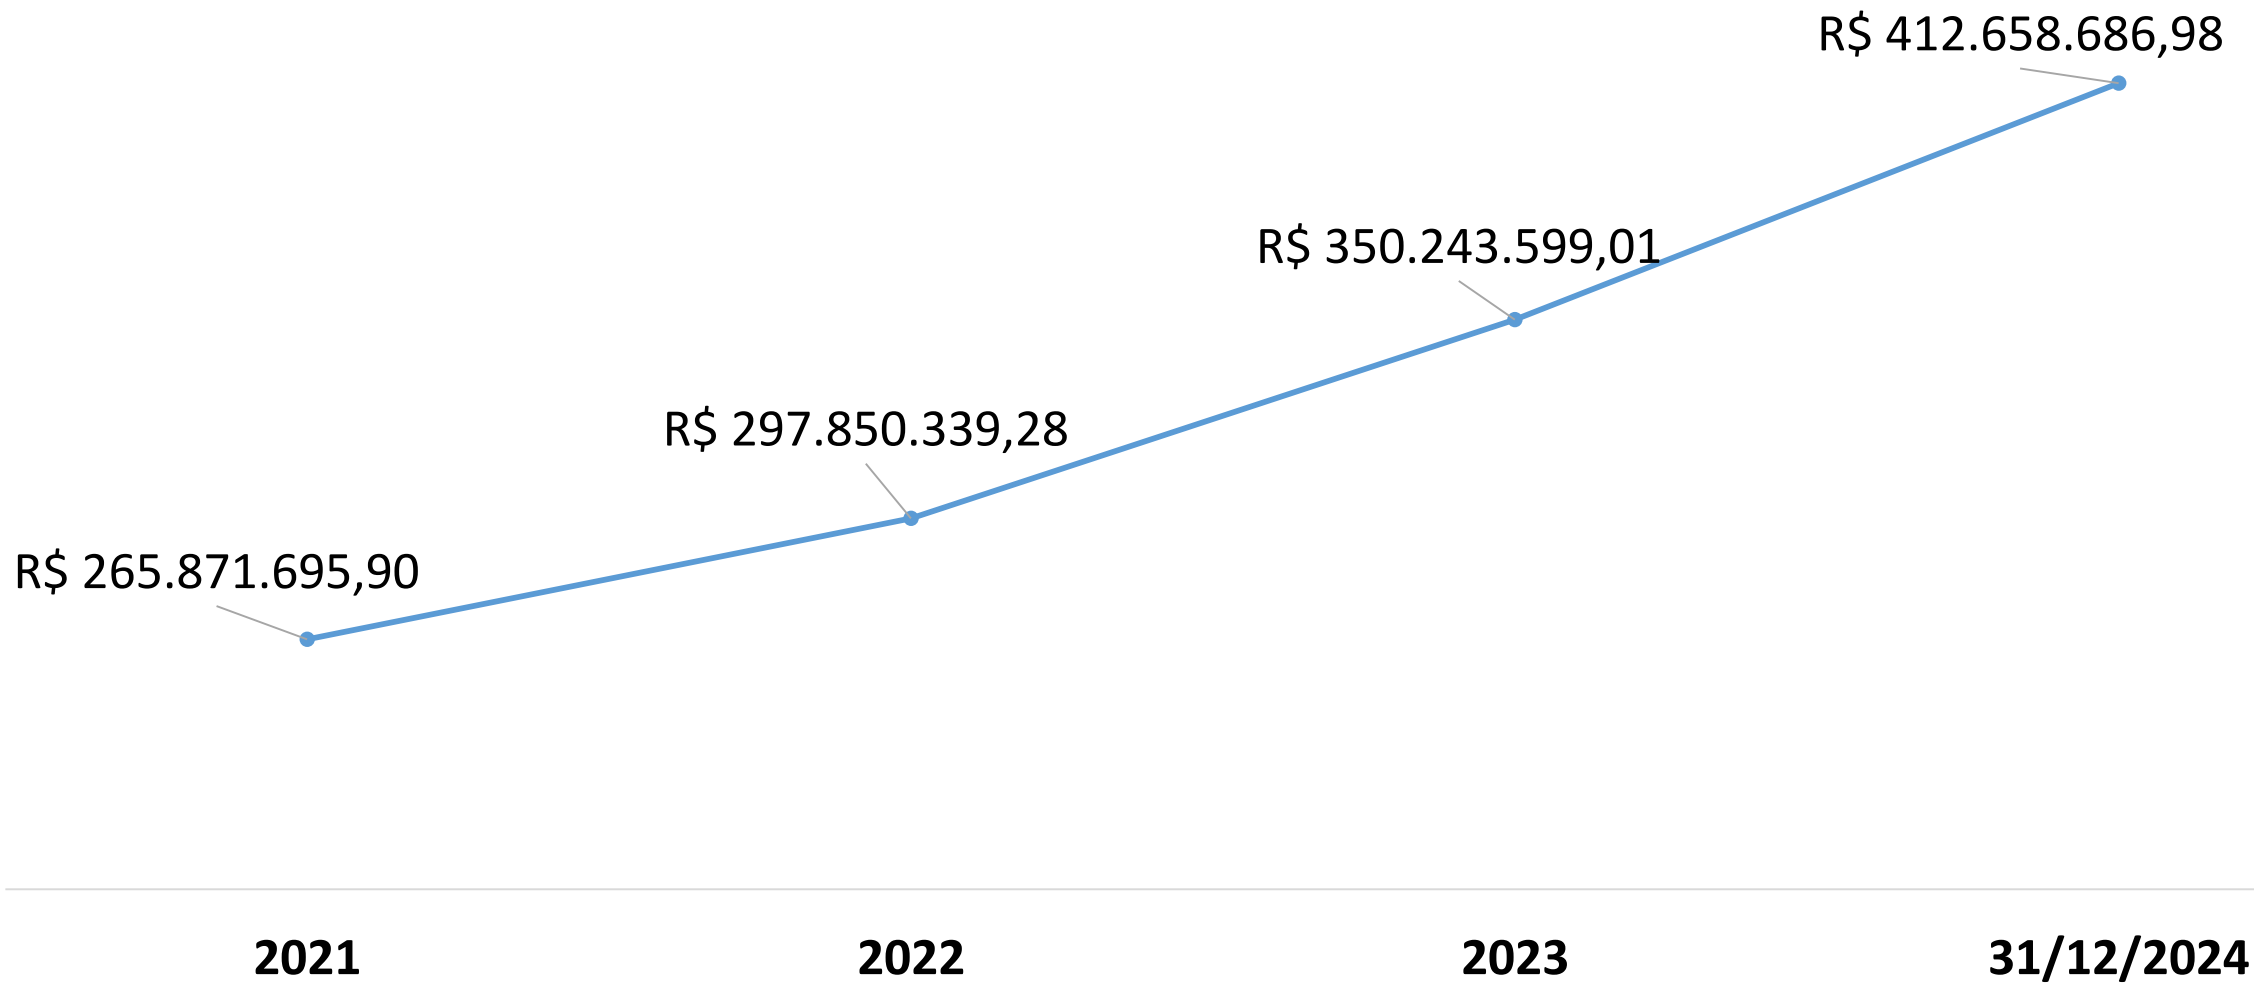 R$ 412.658.686,98
R$ 350.243.599,01
R$ 297.850.339,28
R$ 265.871.695,90
2021 2022 2023 31/12/2024